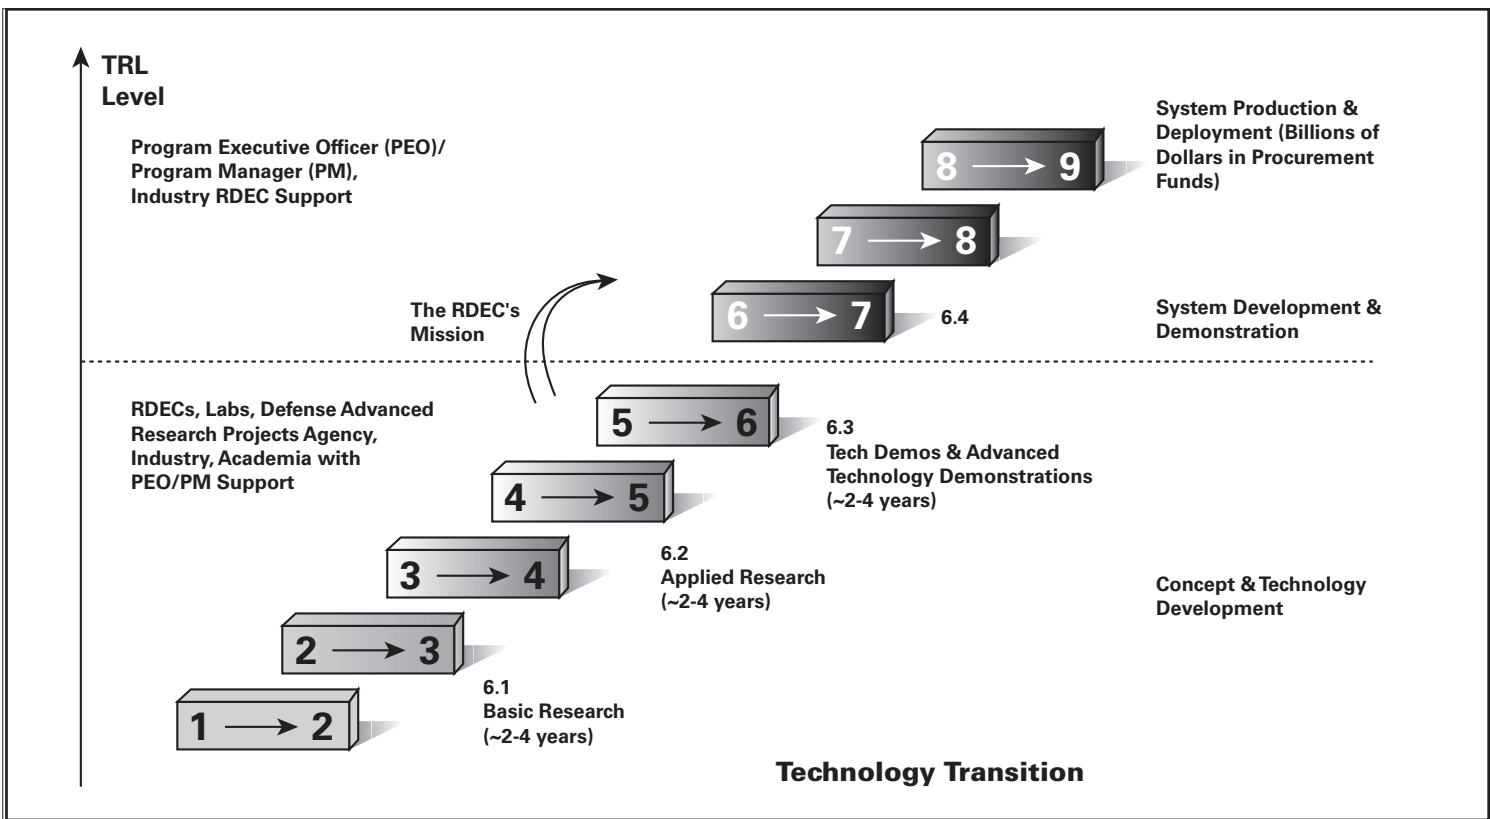 TRL
Level
Program Executive Officer (PEO)/
Program Manager (PM),
Industry RDEC Support
System Production &
Deployment (Billions of
Dollars in Procurement
Funds)
8 → 9
7 → 8
The RDEC's
Mission
6 → 7
6.4
System Development &
Demonstration
RDECs, Labs, Defense Advanced
Research Projects Agency,
Industry, Academia with
PEO/PM Support
5 → 6
6.3
Tech Demos & Advanced
Technology Demonstrations
(~2-4 years)
4 → 5
3 → 4
6.2
Applied Research
(~2-4 years)
Concept & Technology
Development
2 → 3
6.1
Basic Research
(~2-4 years)
1 → 2
Technology Transition